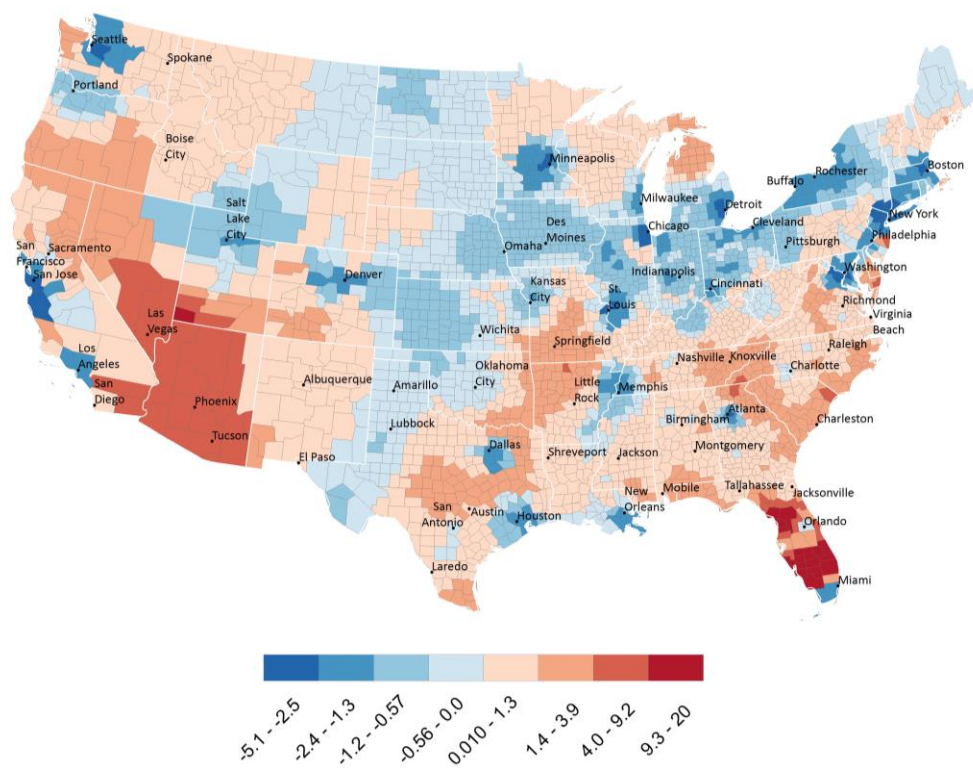 Seattle
Spokane
Portland
Boise
City
Minneapolis
Milwaukee
Rochester
Boston
Buffalo
Detroit
New York
Salt
Lake
City
Des
Moines
Omaha
Chicago
Cleveland
Philadelphia
Pittsburgh
San
Francisco
Sacramento
San Jose
Denver
Kansas
City
Indianapolis
St.
Louis
Cincinnati
Washington
Richmond
Virginia
Beach
Las
Vegas
Wichita
Springfield
Nashville
Knoxville
Raleigh
Charlotte
Los
Angeles
San
Diego
Albuquerque
Amarillo
Oklahoma
City
Little
Rock
Memphis
Atlanta
Birmingham
Charleston
Phoenix
Tucson
Lubbock
Dallas
Shreveport
Jackson
Montgomery
El Paso
Tallahassee
Jacksonville
New
Orleans
Mobile
San
Antonio
Austin
Houston
Orlando
Laredo
Miami
-5.1 - -2.5
-2.4 - -1.3
-1.2 - -0.57
-0.56 - 0.0
0.010 - 1.3
1.4 - 3.9
4.0 - 9.2
9.3 - 20